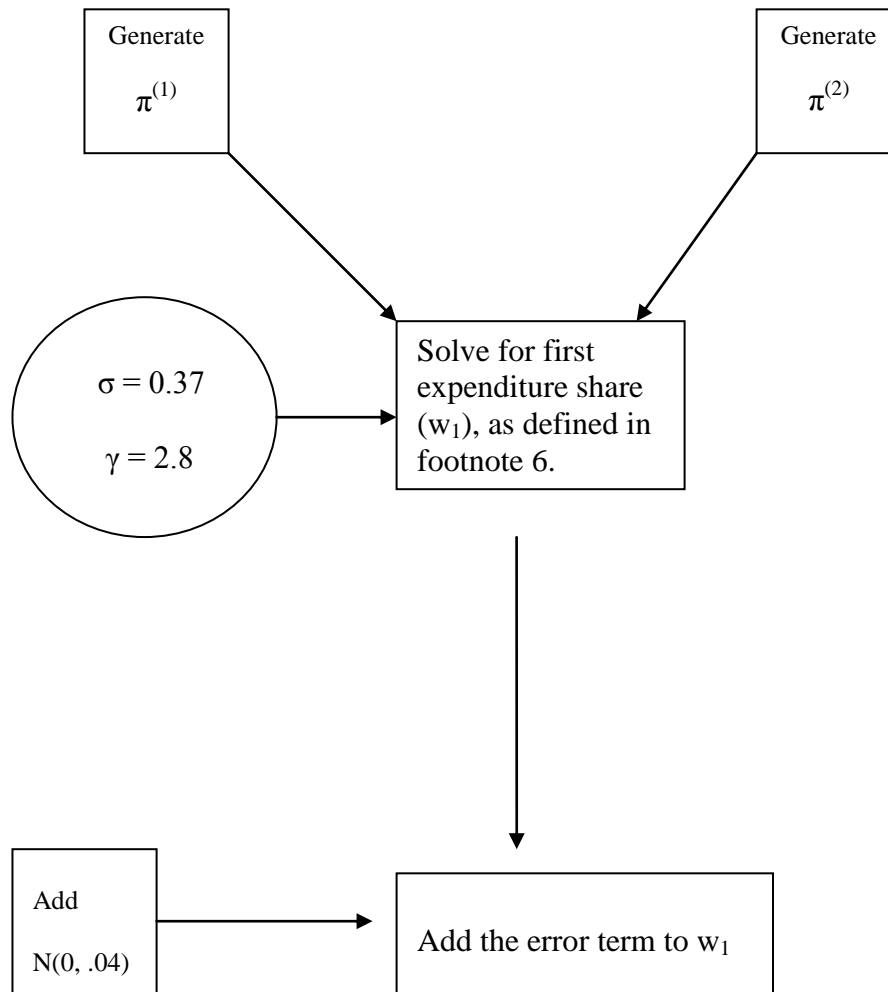 Generate
π(1)
Generate
π(2)
σ = 0.37
γ = 2.8
Solve for first
expenditure share
(w1), as defined in
footnote 6.
Add
N(0, .04)
Add the error term to w1